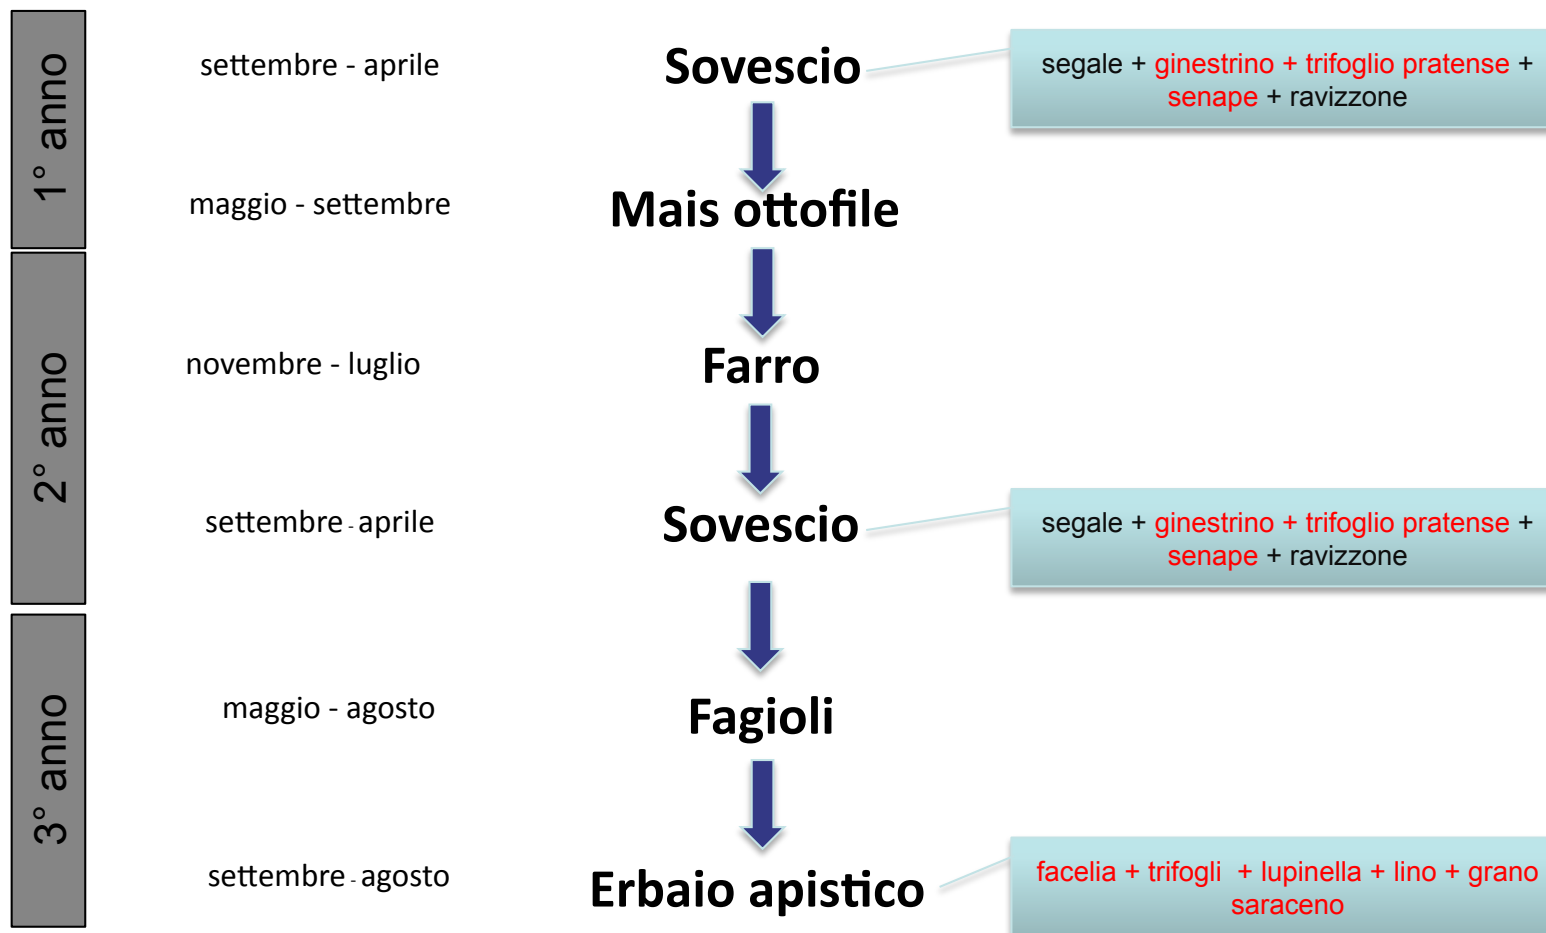 1° anno
settembre - aprile
Sovescio
segale + ginestrino + trifoglio pratense +
senape + ravizzone
maggio - settembre
Mais ottofile
2° anno
novembre - luglio
Farro
settembre - aprile
Sovescio
segale + ginestrino + trifoglio pratense +
senape + ravizzone
3° anno
maggio - agosto
Fagioli
settembre - agosto
Erbaio apistico
facelia + trifogli + lupinella + lino + grano
saraceno